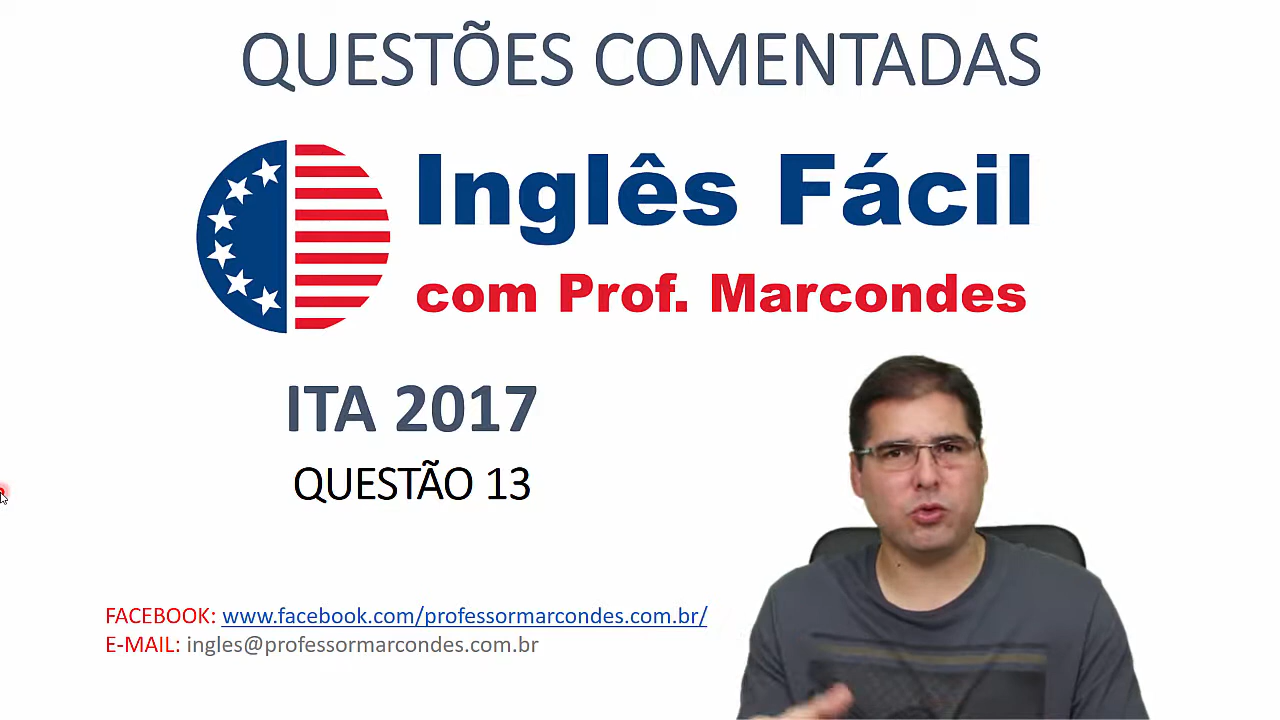 QUESTÕES COMENTADAS
Inglês Fácil
com Prof. Marcondes
ITA 2017
QUESTÃO 13
FACEBOOK: www.facebook.com/professormarcondes.com.br/
E-MAIL: ingles@professormarcondes.com.br